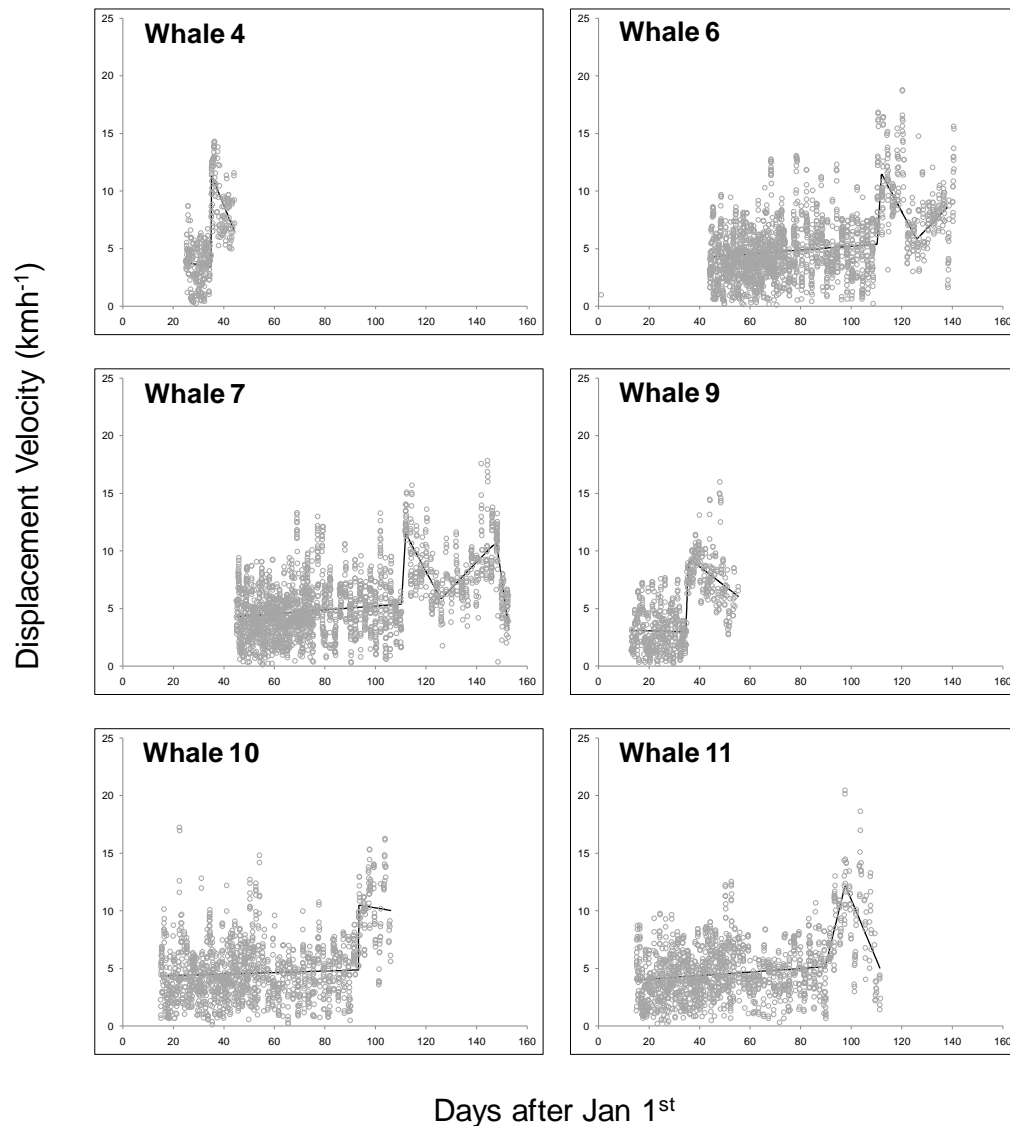 Displacement Velocity (kmh-1)
Whale 4
25
20
15
10
5
0
0 20 40 60 80 100 120 140 160
Whale 6
25
20
15
10
5
0
0 20 40 60 80 100 120 140 160
Whale 7
25
20
15
10
5
0
0 20 40 60 80 100 120 140 160
Whale 9
25
20
15
10
5
0
0 20 40 60 80 100 120 140 160
Whale 10
25
20
15
10
5
0
0 20 40 60 80 100 120 140 160
Whale 11
25
20
15
10
5
0
0 20 40 60 80 100 120 140 160
Days after Jan 1st